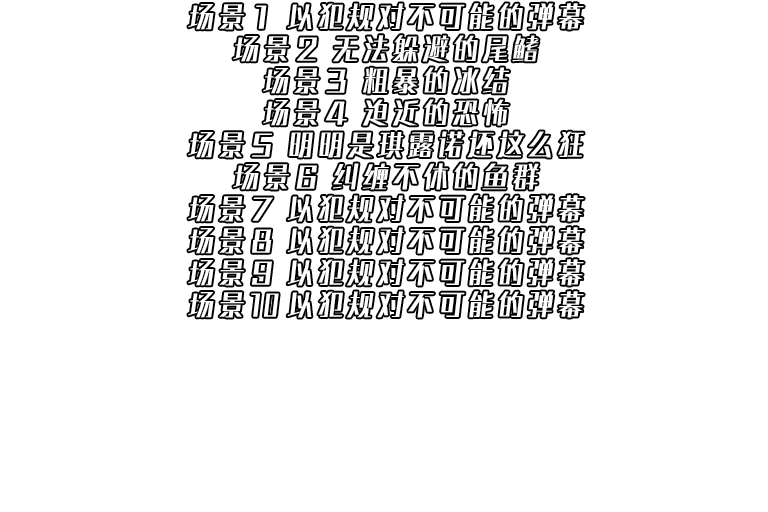 场景1 以犯规对不可能的弹幕
场景2 无法躲避的尾鳍
场景3 粗暴的冰结
场景4 迫近的恐怖
场景5 明明是琪露诺还这么狂
场景6 纠缠不休的鱼群
场景7 以犯规对不可能的弹幕
场景8 以犯规对不可能的弹幕
场景9 以犯规对不可能的弹幕
场景10 以犯规对不可能的弹幕